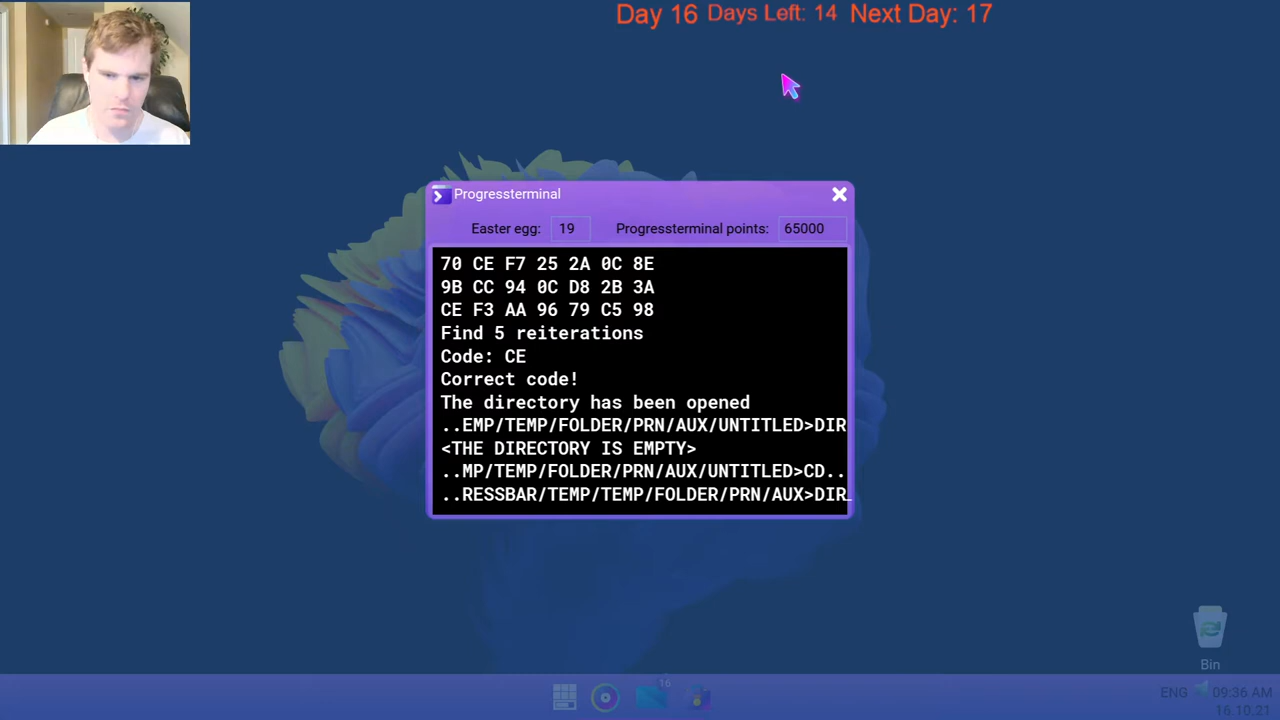 Day 16 Days Left: 14 Next Day: 17
Progressterminal
Easter egg: 19 Progressterminal points: 65000
70 CE F7 25 2A 0C 8E
9B CC 94 0C D8 2B 3A
CE F3 AA 96 79 C5 98
Find 5 reiterations
Code: CE
Correct code!
The directory has been opened
..EMP/TEMP/FOLDER/PRN/AUX/UNTITLED>DIR
<THE DIRECTORY IS EMPTY>
..MP/TEMP/FOLDER/PRN/AUX/UNTITLED>CD..
..RESSBAR/TEMP/TEMP/FOLDER/PRN/AUX>DIR_
Bin
16
ENG 09:36 AM
16.10.21